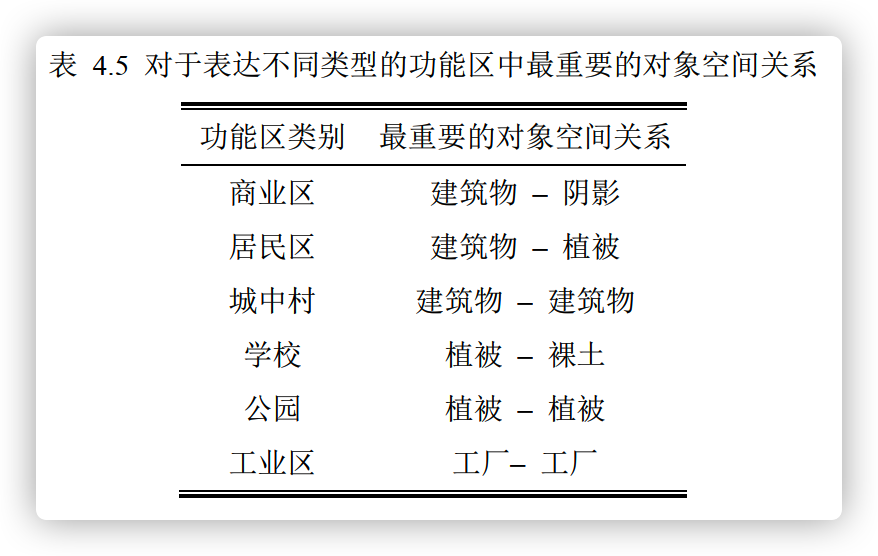 表 4.5 对于表达不同类型的功能区中最重要的对象空间关系
功能区类别 最重要的对象空间关系
商业区 建筑物 – 阴影
居民区 建筑物 – 植被
城中村 建筑物 – 建筑物
学校 植被 – 裸土
公园 植被 – 植被
工业区 工厂– 工厂